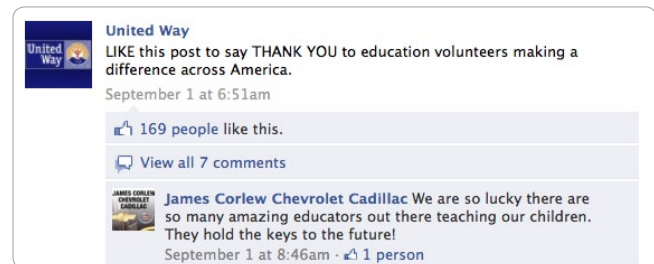 United Way
United
Way
LIKE this post to say THANK YOU to education volunteers making a
difference across America.
September 1 at 6:51am
169 people like this.
View all 7 comments
JAMES CORLEW
CHEVROLET
CADILLAC
James Corlew Chevrolet Cadillac We are so lucky there are
so many amazing educators out there teaching our children.
They hold the keys to the future!
September 1 at 8:46am · 1 person